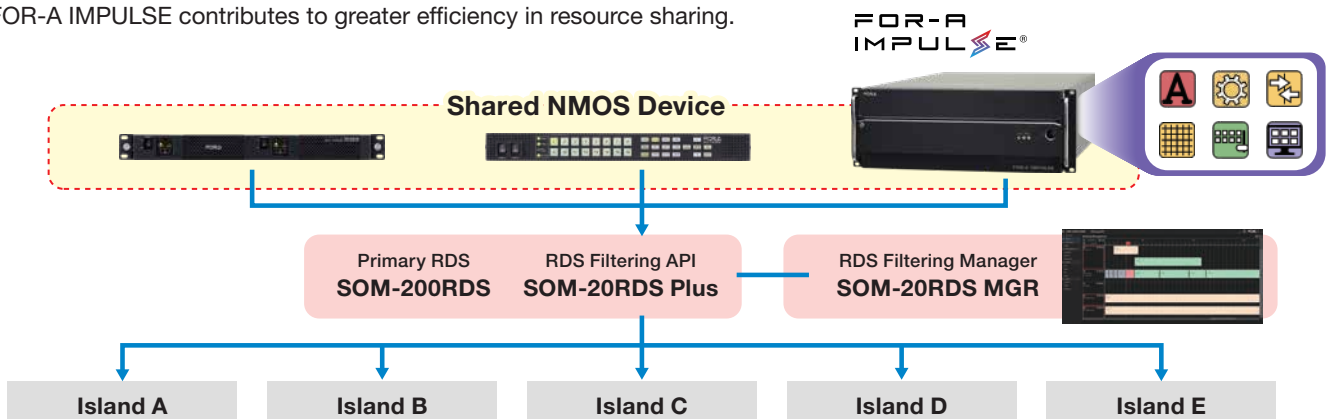 FOR-A IMPULSE contributes to greater efficiency in resource sharing.
FOR-A
IMPULSE®
Shared NMOS Device
FOR-A
A
Primary RDS
SOM-200RDS
RDS Filtering API
SOM-20RDS Plus
RDS Filtering Manager
SOM-20RDS MGR
Island A
Island B
Island C
Island D
Island E